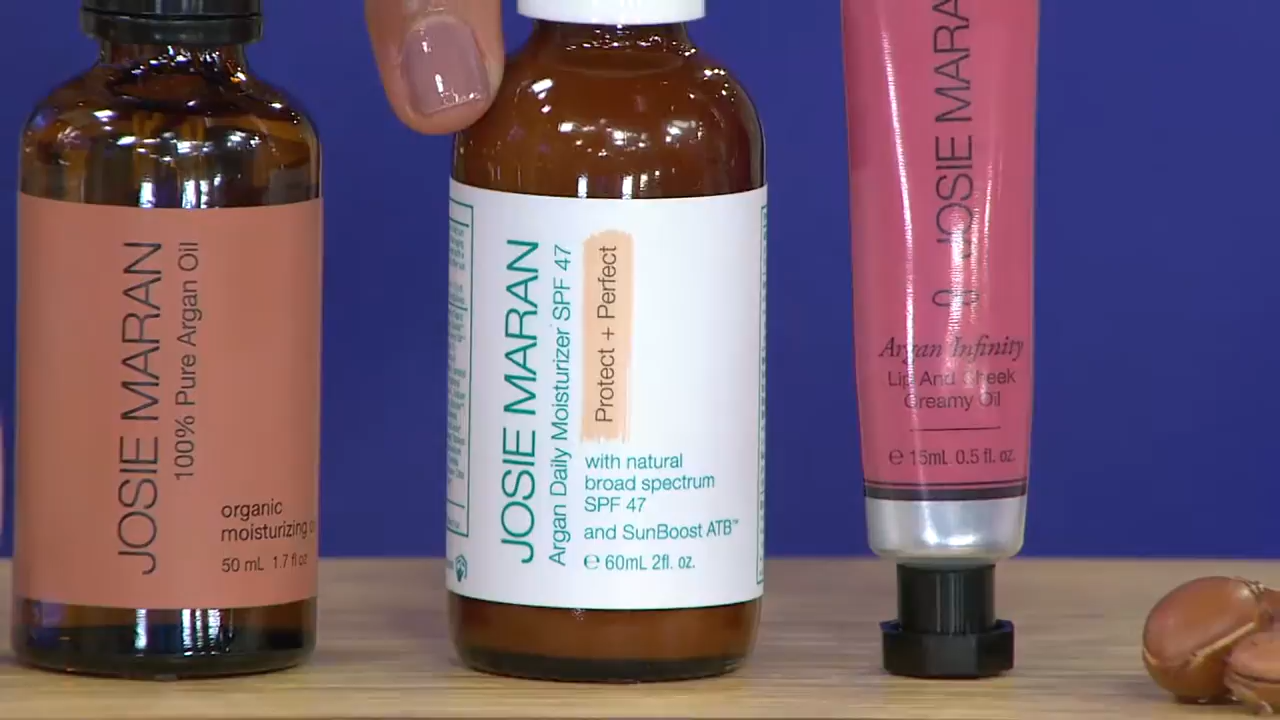 JOSIE MARAN
100% Pure Argan Oil
organic
moisturizing
50 mL 1.7 fl oz
JOSIE MARAN
Argan Daily Moisturizer SPF 47
Protect + Perfect
with natural
broad spectrum
SPF 47
and SunBoost ATB™
℮ 60mL 2fl. oz.
JOSIE MARA
Argan Infinity
Lip And Cheek
Creamy Oil
℮ 15mL 0.5 fl. oz.